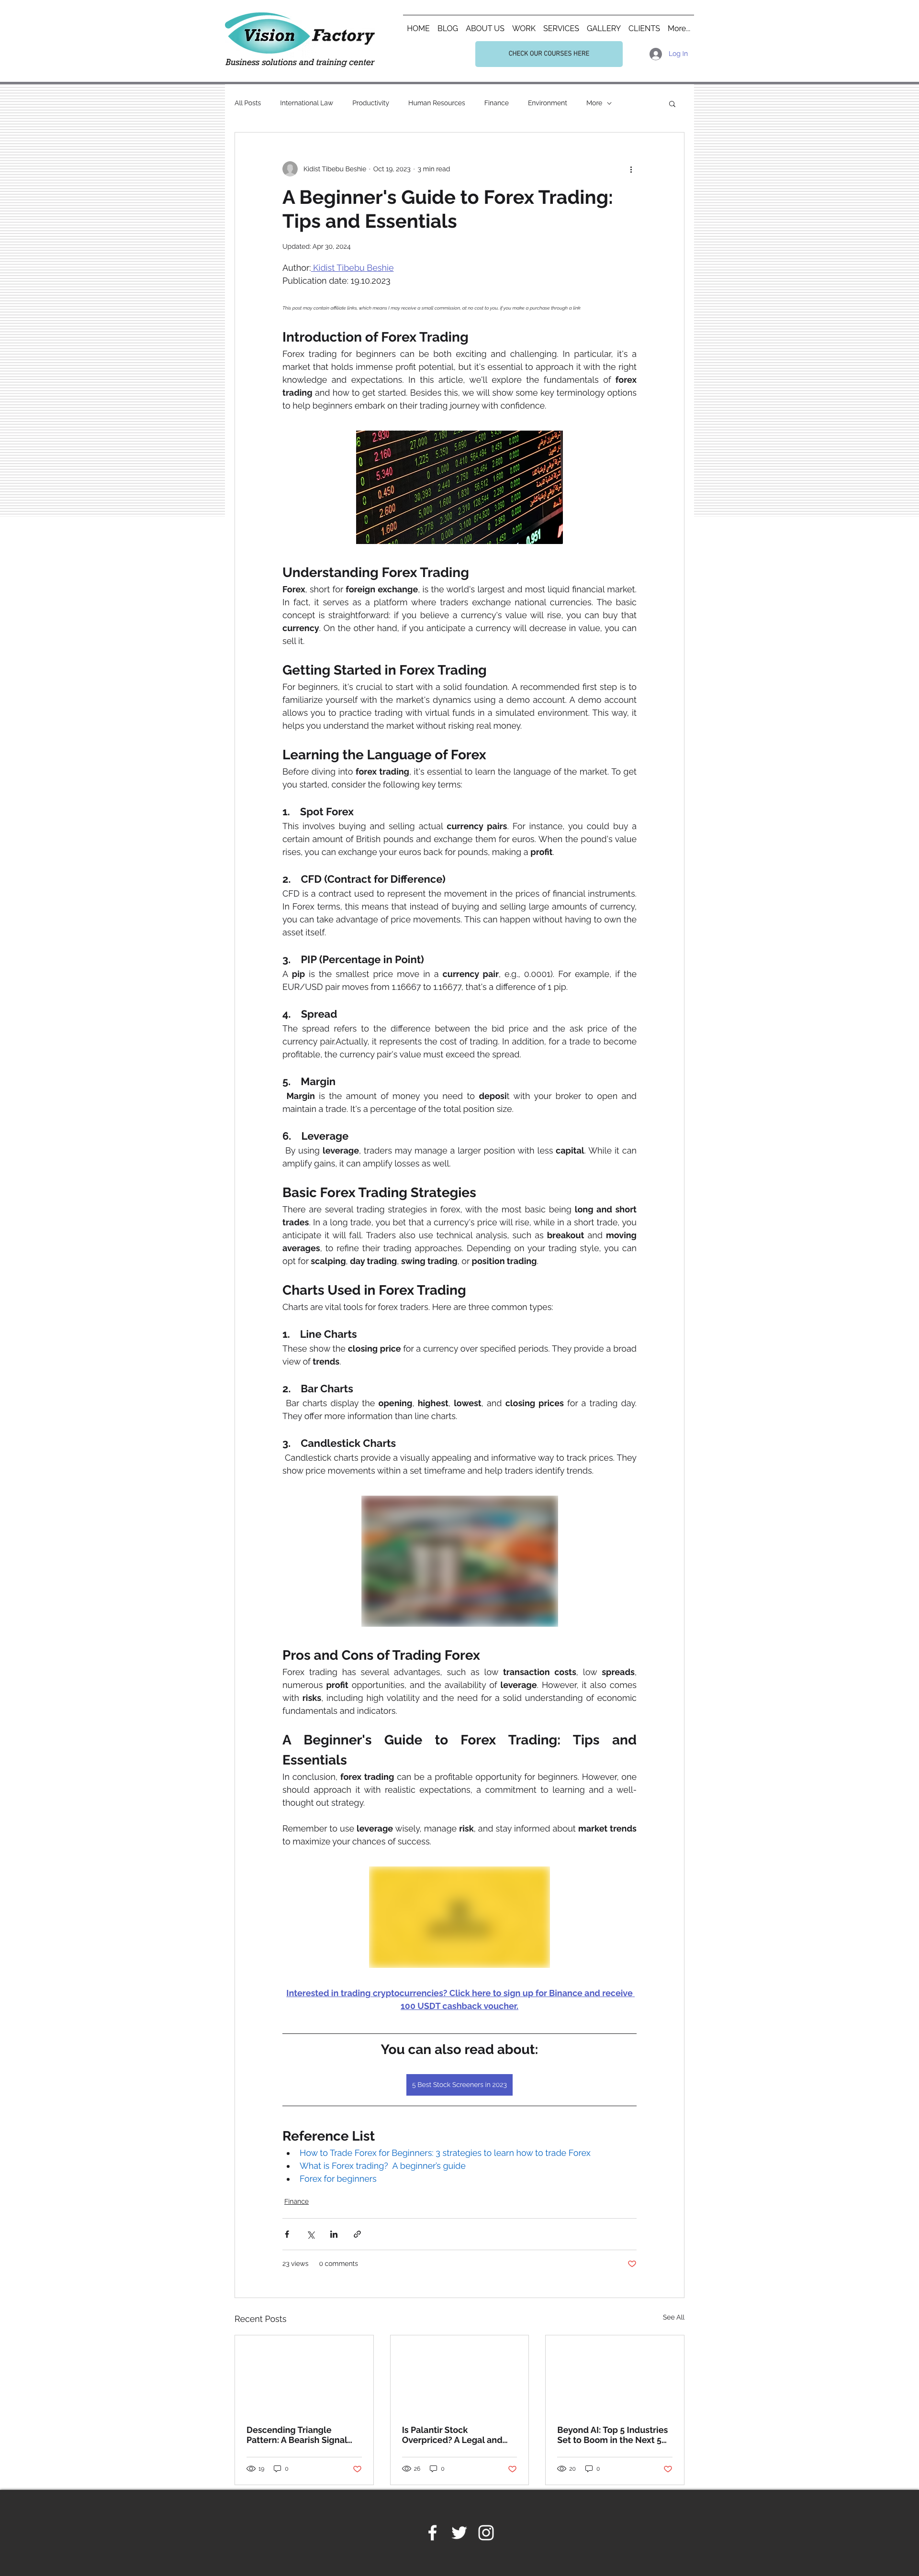 Vision Factory
Business solutions and training center
HOME BLOG ABOUT US WORK SERVICES GALLERY CLIENTS More...
CHECK OUR COURSES HERE
Log In
All Posts International Law Productivity Human Resources Finance Environment More
Kidist Tibebu Beshie · Oct 19, 2023 · 3 min read
A Beginner's Guide to Forex Trading:
Tips and Essentials
Updated: Apr 30, 2024
Author: Kidist Tibebu Beshie
Publication date: 19.10.2023
This post may contain affiliate links, which means I may receive a small commission, at no cost to you, if you make a purchase through a link
Introduction of Forex Trading
Forex trading for beginners can be both exciting and challenging. In particular, it's a
market that holds immense profit potential, but it's essential to approach it with the right
knowledge and expectations. In this article, we'll explore the fundamentals of forex
trading and how to get started. Besides this, we will show some key terminology options
to help beginners embark on their trading journey with confidence.
Understanding Forex Trading
Forex, short for foreign exchange, is the world's largest and most liquid financial market.
In fact, it serves as a platform where traders exchange national currencies. The basic
concept is straightforward: if you believe a currency's value will rise, you can buy that
currency. On the other hand, if you anticipate a currency will decrease in value, you can
sell it.
Getting Started in Forex Trading
For beginners, it's crucial to start with a solid foundation. A recommended first step is to
familiarize yourself with the market's dynamics using a demo account. A demo account
allows you to practice trading with virtual funds in a simulated environment. This way, it
helps you understand the market without risking real money.
Learning the Language of Forex
Before diving into forex trading, it's essential to learn the language of the market. To get
you started, consider the following key terms:
1. Spot Forex
This involves buying and selling actual currency pairs. For instance, you could buy a
certain amount of British pounds and exchange them for euros. When the pound's value
rises, you can exchange your euros back for pounds, making a profit.
2. CFD (Contract for Difference)
CFD is a contract used to represent the movement in the prices of financial instruments.
In Forex terms, this means that instead of buying and selling large amounts of currency,
you can take advantage of price movements. This can happen without having to own the
asset itself.
3. PIP (Percentage in Point)
A pip is the smallest price move in a currency pair, e.g., 0.0001). For example, if the
EUR/USD pair moves from 1.16667 to 1.16677, that's a difference of 1 pip.
4. Spread
The spread refers to the difference between the bid price and the ask price of the
currency pair.Actually, it represents the cost of trading. In addition, for a trade to become
profitable, the currency pair's value must exceed the spread.
5. Margin
Margin is the amount of money you need to deposit with your broker to open and
maintain a trade. It's a percentage of the total position size.
6. Leverage
By using leverage, traders may manage a larger position with less capital. While it can
amplify gains, it can amplify losses as well.
Basic Forex Trading Strategies
There are several trading strategies in forex, with the most basic being long and short
trades. In a long trade, you bet that a currency's price will rise, while in a short trade, you
anticipate it will fall. Traders also use technical analysis, such as breakout and moving
averages, to refine their trading approaches. Depending on your trading style, you can
opt for scalping, day trading, swing trading, or position trading.
Charts Used in Forex Trading
Charts are vital tools for forex traders. Here are three common types:
1. Line Charts
These show the closing price for a currency over specified periods. They provide a broad
view of trends.
2. Bar Charts
Bar charts display the opening, highest, lowest, and closing prices for a trading day.
They offer more information than line charts.
3. Candlestick Charts
Candlestick charts provide a visually appealing and informative way to track prices. They
show price movements within a set timeframe and help traders identify trends.
Pros and Cons of Trading Forex
Forex trading has several advantages, such as low transaction costs, low spreads,
numerous profit opportunities, and the availability of leverage. However, it also comes
with risks, including high volatility and the need for a solid understanding of economic
fundamentals and indicators.
A Beginner's Guide to Forex Trading: Tips and
Essentials
In conclusion, forex trading can be a profitable opportunity for beginners. However, one
should approach it with realistic expectations, a commitment to learning and a well-
thought out strategy.
Remember to use leverage wisely, manage risk, and stay informed about market trends
to maximize your chances of success.
Interested in trading cryptocurrencies? Click here to sign up for Binance and receive
100 USDT cashback voucher.
You can also read about:
5 Best Stock Screeners in 2023
Reference List
How to Trade Forex for Beginners: 3 strategies to learn how to trade Forex
What is Forex trading? A beginner's guide
Forex for beginners
Finance
23 views 0 comments
Recent Posts
See All
Descending Triangle
Pattern: A Bearish Signal...
19 0
Is Palantir Stock
Overpriced? A Legal and...
26 0
Beyond AI: Top 5 Industries
Set to Boom in the Next 5...
20 0